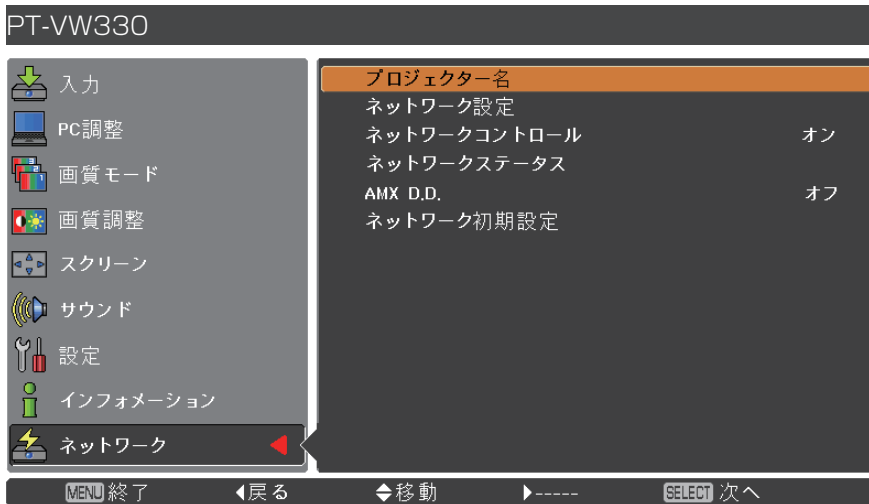 PT-VW330
入力
PC調整
画質モード
画質調整
スクリーン
サウンド
設定
インフォメーション
ネットワーク
プロジェクター名
ネットワーク設定
ネットワークコントロール オン
ネットワークステータス
AMX D.D. オフ
ネットワーク初期設定
MENU 終了 戻る 移動 ----- SELECT 次へ